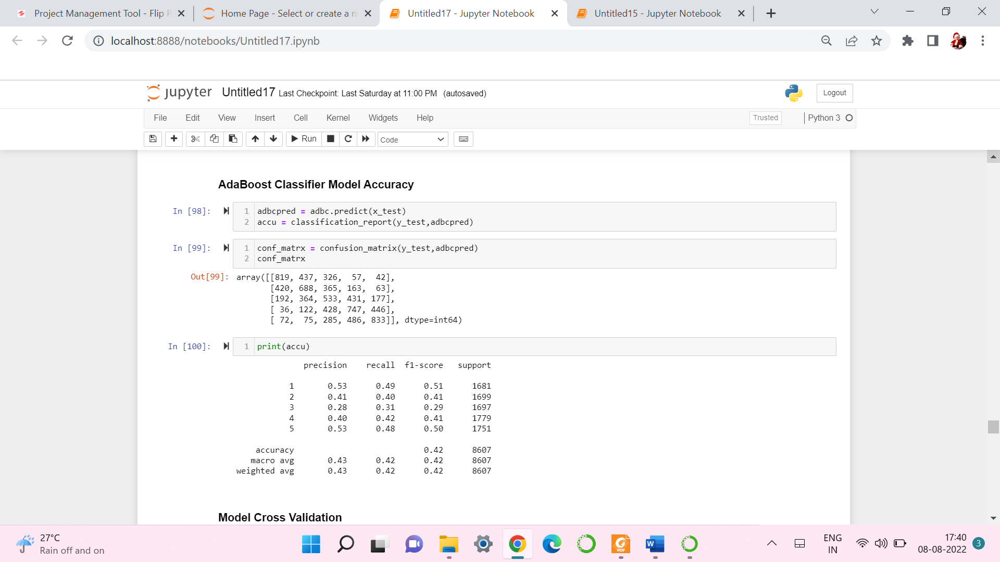 Project Management Tool - Flip R
Home Page - Select or create a n
Untitled17 - Jupyter Notebook
Untitled15 - Jupyter Notebook
localhost:8888/notebooks/Untitled17.ipynb
jupyter Untitled17 Last Checkpoint: Last Saturday at 11:00 PM (autosaved)
Logout
File Edit View Insert Cell Kernel Widgets Help
Trusted Python 3
Run Code
AdaBoost Classifier Model Accuracy
In [98]: 1 adbcpred = adbc.predict(x_test)
2 accu = classification_report(y_test,adbcpred)
In [99]: 1 conf_matrx = confusion_matrix(y_test,adbcpred)
2 conf_matrx
Out[99]: array([[819, 437, 326, 57, 42],
[420, 688, 365, 163, 63],
[192, 364, 533, 431, 177],
[ 36, 122, 428, 747, 446],
[ 72, 75, 285, 486, 833]], dtype=int64)
In [100]: 1 print(accu)
precision recall f1-score support
1 0.53 0.49 0.51 1681
2 0.41 0.40 0.41 1699
3 0.28 0.31 0.29 1697
4 0.40 0.42 0.41 1779
5 0.53 0.48 0.50 1751
accuracy 0.42 8607
macro avg 0.43 0.42 0.42 8607
weighted avg 0.43 0.42 0.42 8607
Model Cross Validation
27°C
Rain off and on
PDF
W
ENG
IN
17:40
08-08-2022
3